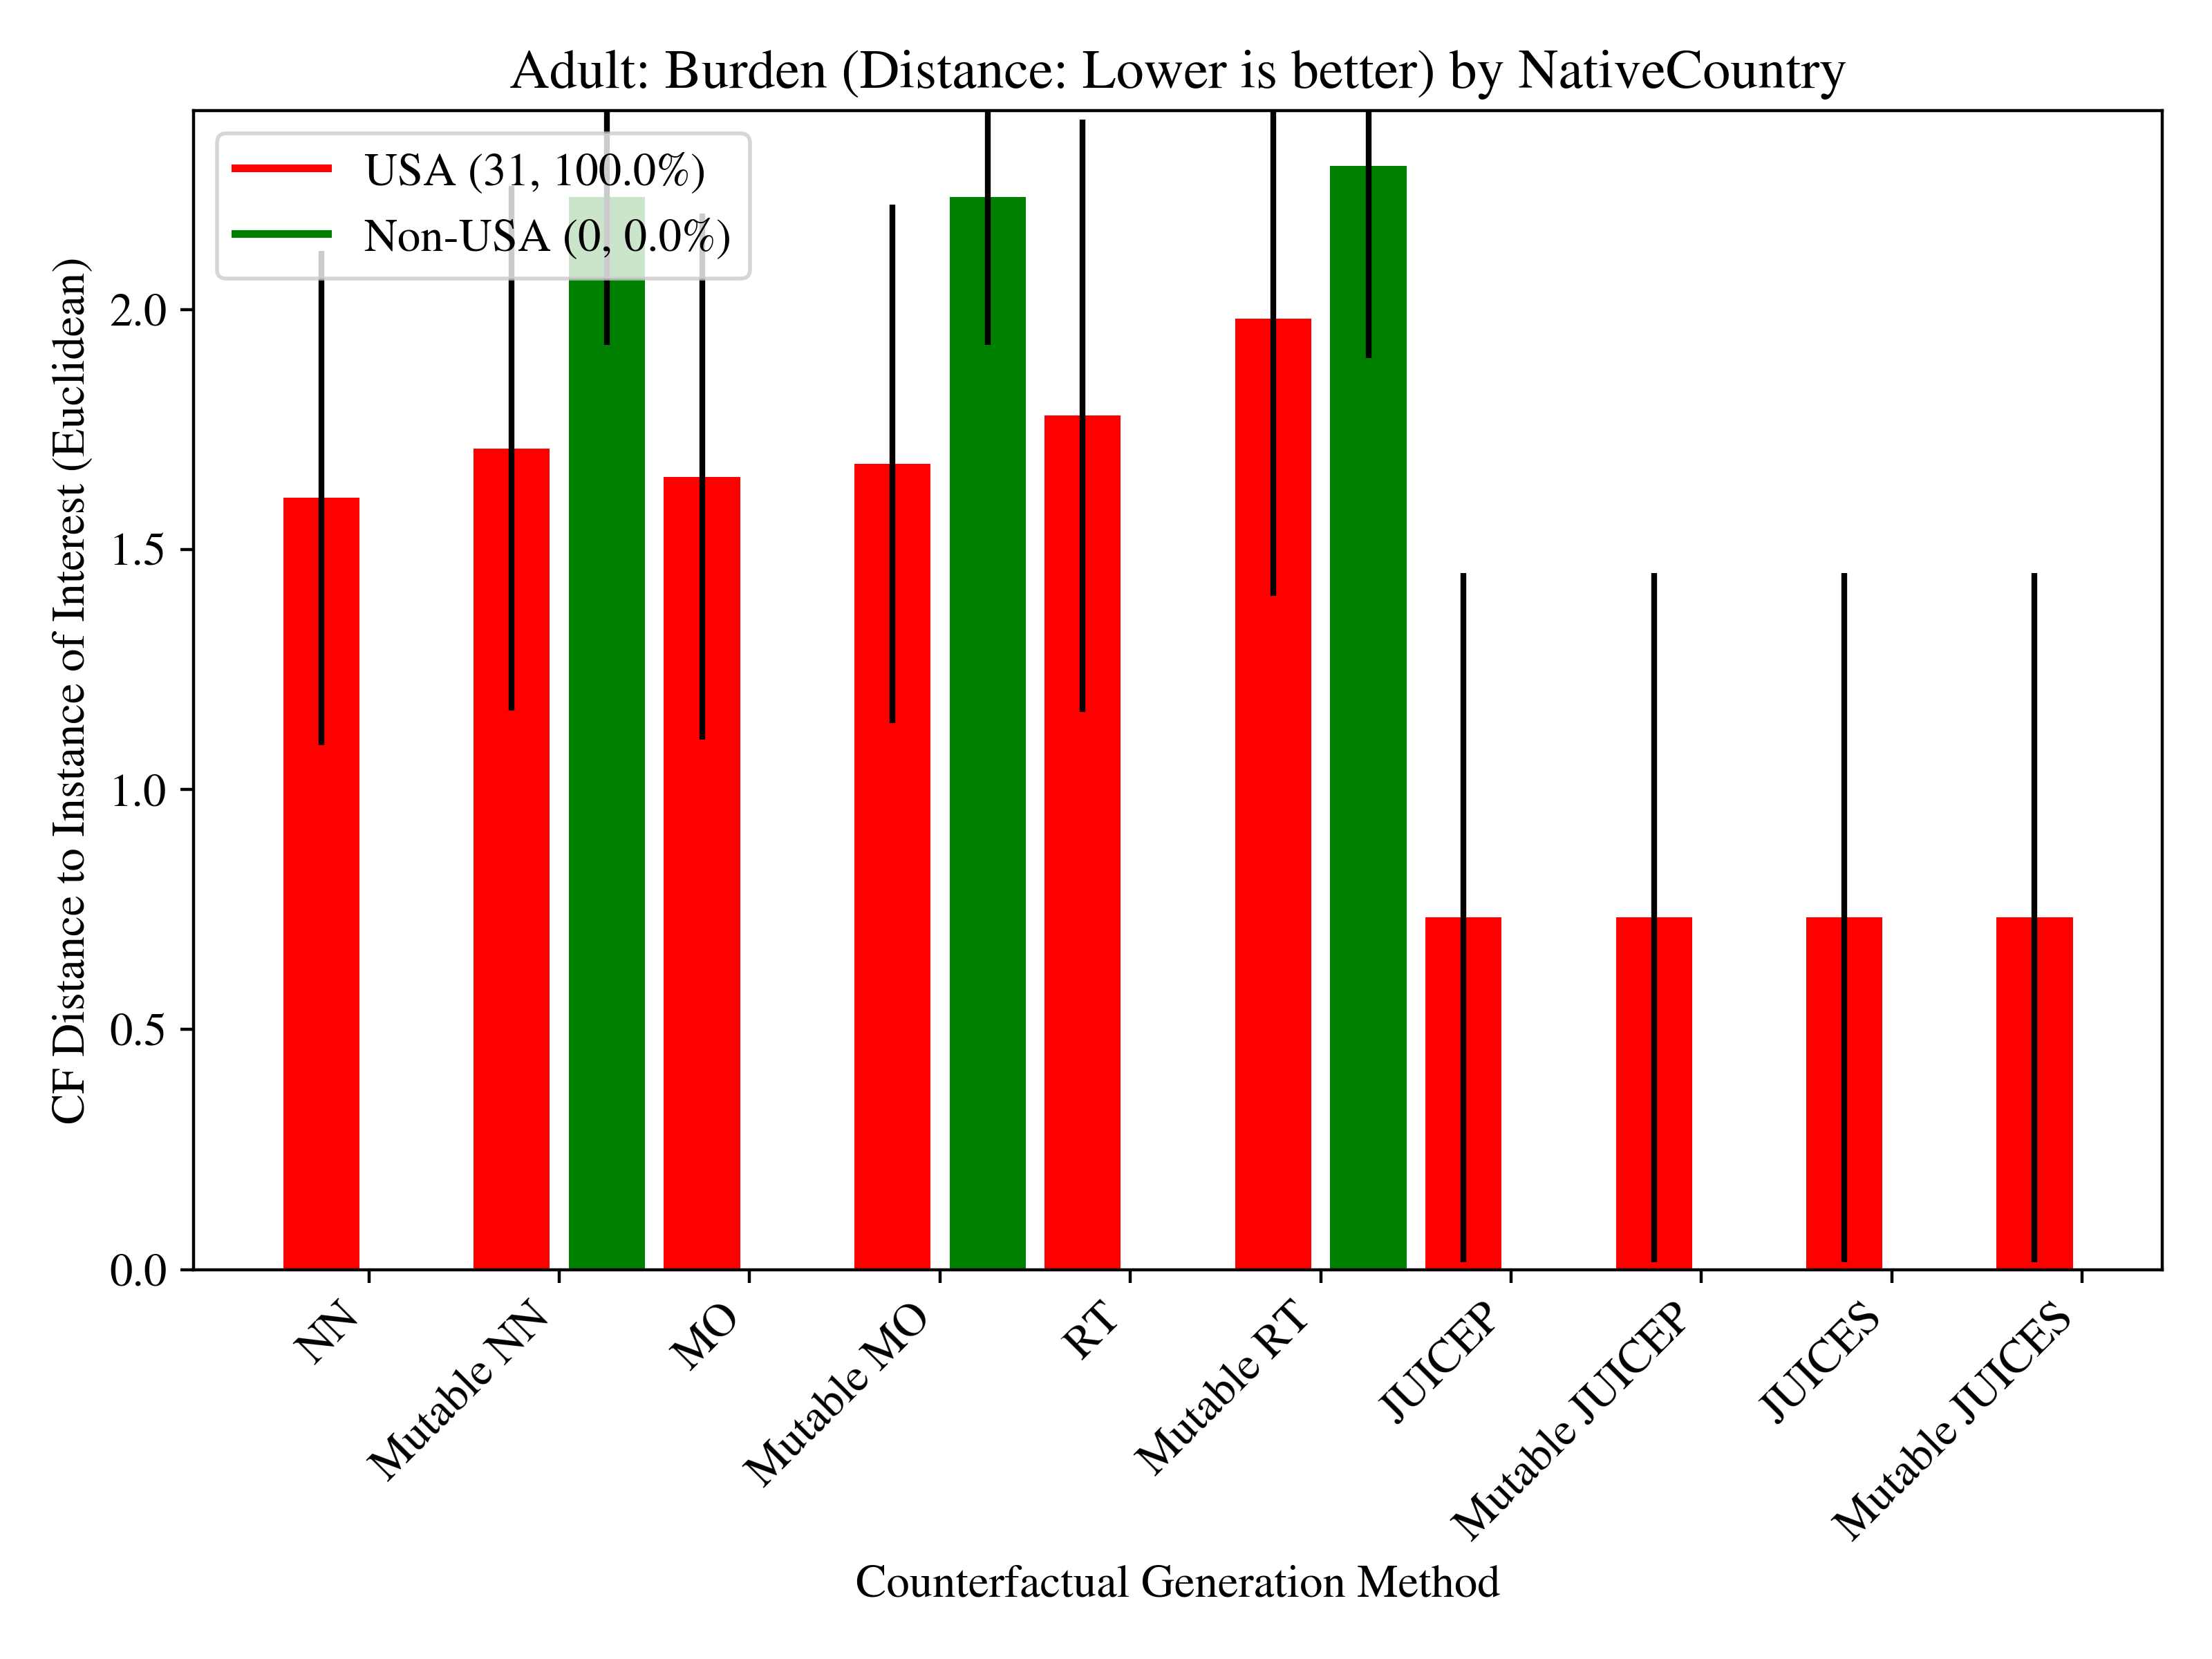 Adult: Burden (Distance: Lower is better) by NativeCountry
USA (31, 100.0%)
Non-USA (0, 0.0%)
CF Distance to Instance of Interest (Euclidean)
2.0
1.5
1.0
0.5
0.0
NN
Mutable NN
MO
Mutable MO
RT
Mutable RT
JUICEP
Mutable JUICEP
JUICES
Mutable JUICES
Counterfactual Generation Method